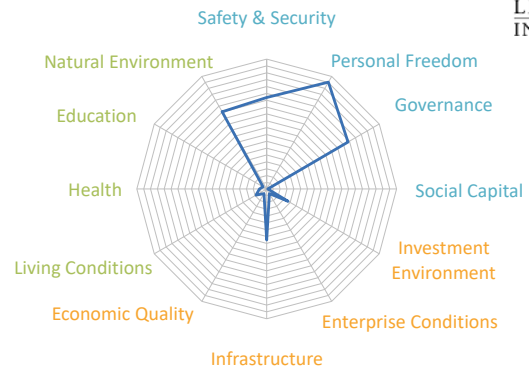 Safety & Security
Natural Environment
Personal Freedom
Education
Governance
Health
Social Capital
Investment
Environment
Living Conditions
Economic Quality
Enterprise Conditions
Infrastructure